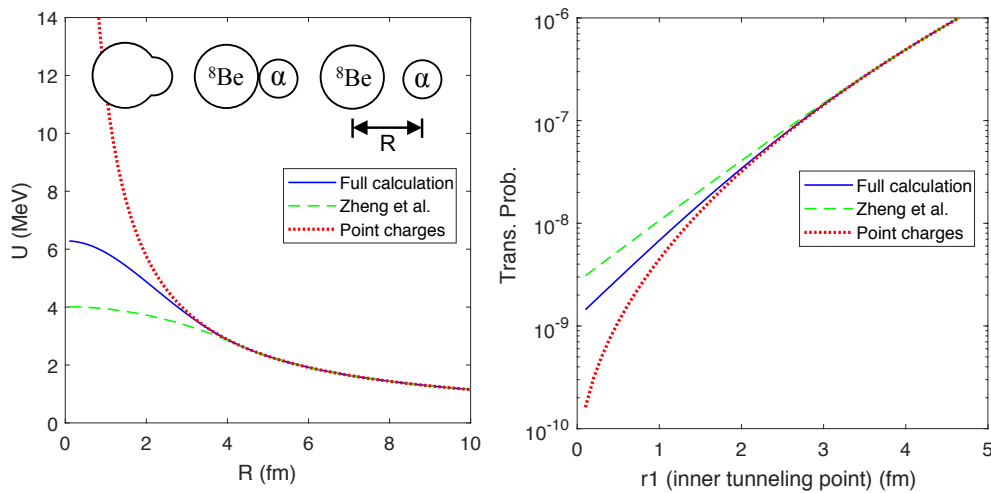 14
12
10
8
6
4
2
0
U (MeV)
⁸Be α
⁸Be α
R
Full calculation
Zheng et al.
Point charges
0 2 4 6 8 10
R (fm)
10⁻⁶
10⁻⁷
10⁻⁸
10⁻⁹
10⁻¹⁰
Trans. Prob.
Full calculation
Zheng et al.
Point charges
0 1 2 3 4 5
r1 (inner tunneling point) (fm)